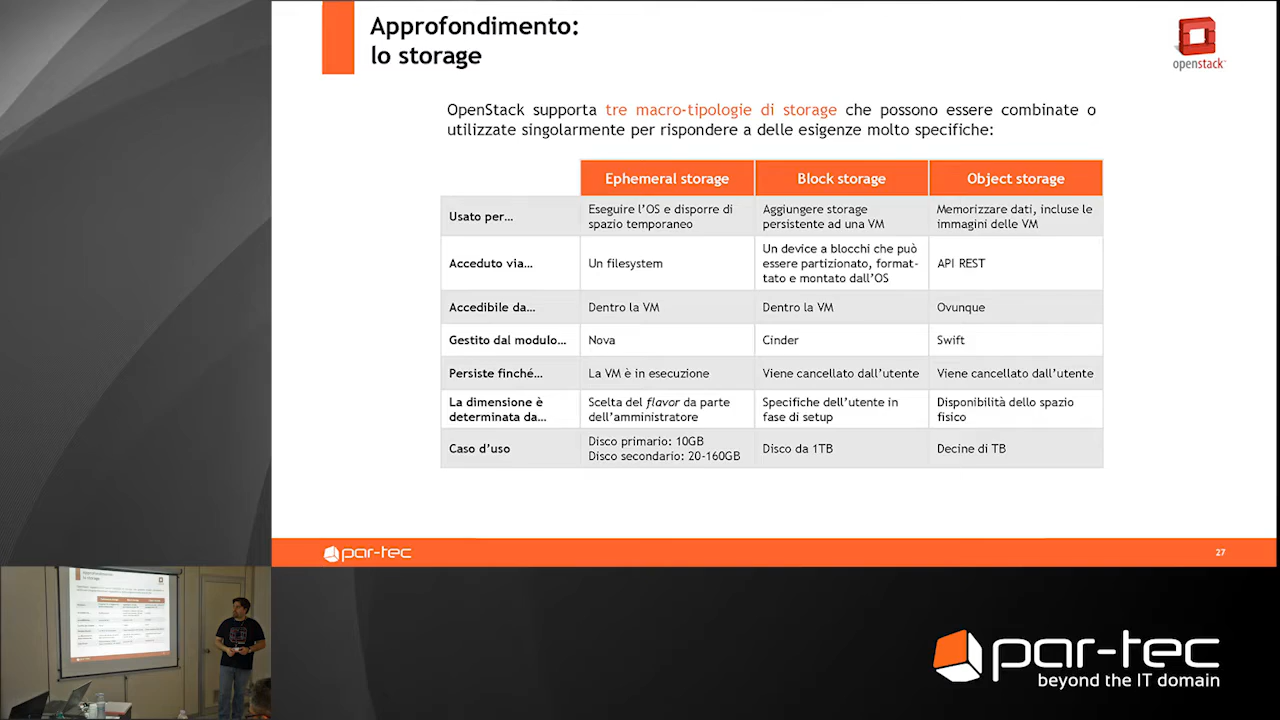 Approfondimento:
lo storage
openstack
OpenStack supporta tre macro-tipologie di storage che possono essere combinate o
utilizzate singolarmente per rispondere a delle esigenze molto specifiche:
Ephemeral storage Block storage Object storage
Usato per… Eseguire l'OS e disporre di spazio temporaneo Aggiungere storage persistente ad una VM Memorizzare dati, incluse le immagini delle VM
Acceduto via… Un filesystem Un device a blocchi che può essere partizionato, format-tato e montato dall'OS API REST
Accedibile da… Dentro la VM Dentro la VM Ovunque
Gestito dal modulo… Nova Cinder Swift
Persiste finché… La VM è in esecuzione Viene cancellato dall'utente Viene cancellato dall'utente
La dimensione è determinata da… Scelta del flavor da parte dell'amministratore Specifiche dell'utente in fase di setup Disponibilità dello spazio fisico
Caso d'uso Disco primario: 10GB Disco secondario: 20-160GB Disco da 1TB Decine di TB
par-tec
27
par-tec
beyond the IT domain